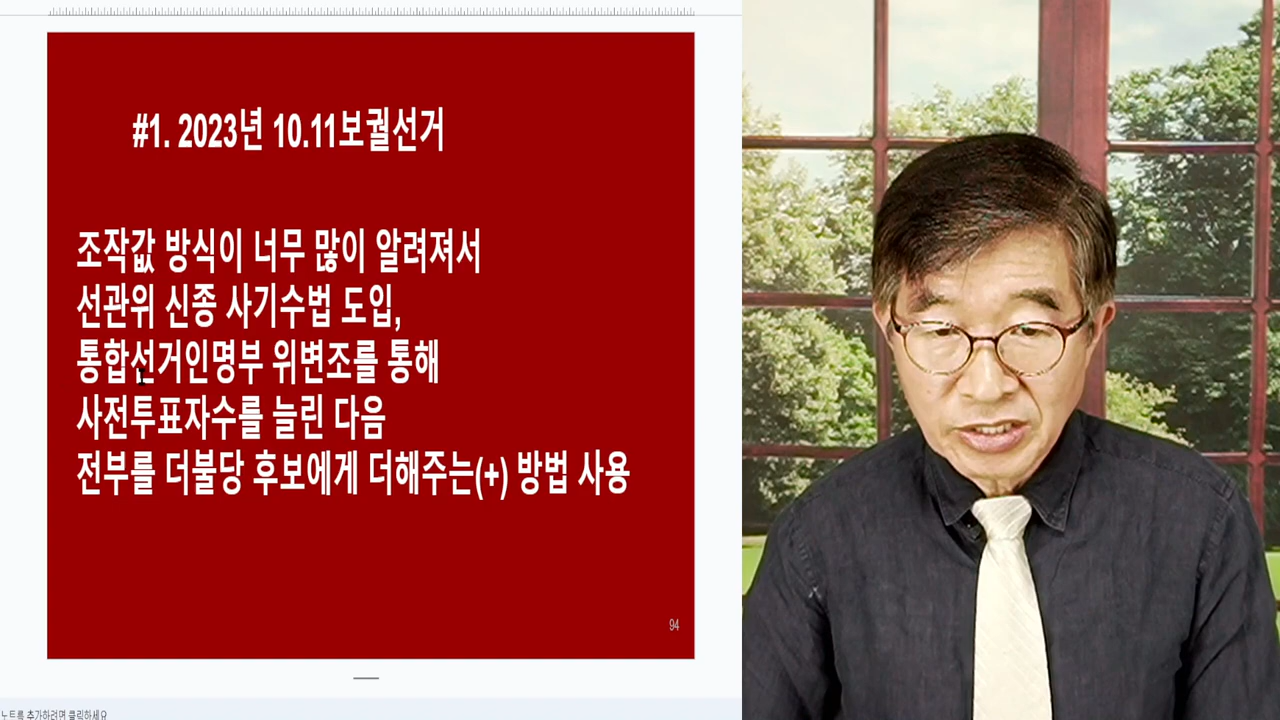 #1. 2023년 10.11보궐선거
조작값 방식이 너무 많이 알려져서
선관위 신종 사기수법 도입,
통합선거인명부 위변조를 통해
사전투표자수를 늘린 다음
전부를 더불당 후보에게 더해주는(+) 방법 사용
94
노트를 추가하려면 클릭하세요